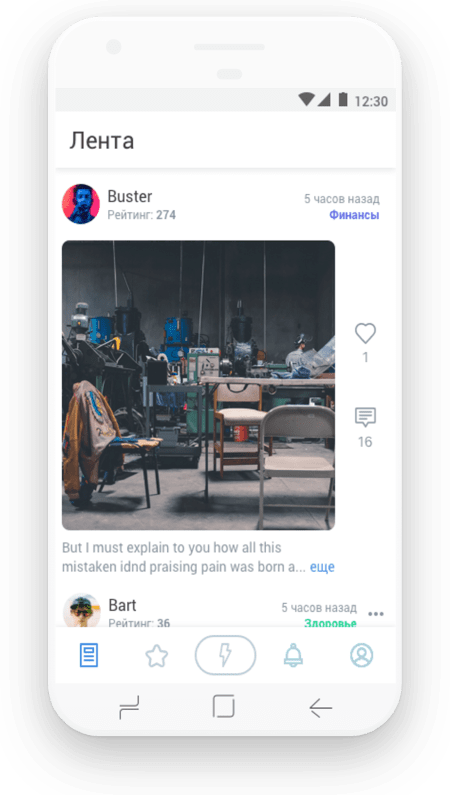 12:30
Лента
Buster
5 часов назад
Рейтинг: 274
Финансы
1
16
But I must explain to you how all this
mistaken idnd praising pain was born a... еще
Bart
5 часов назад
Рейтинг: 36
Здоровье